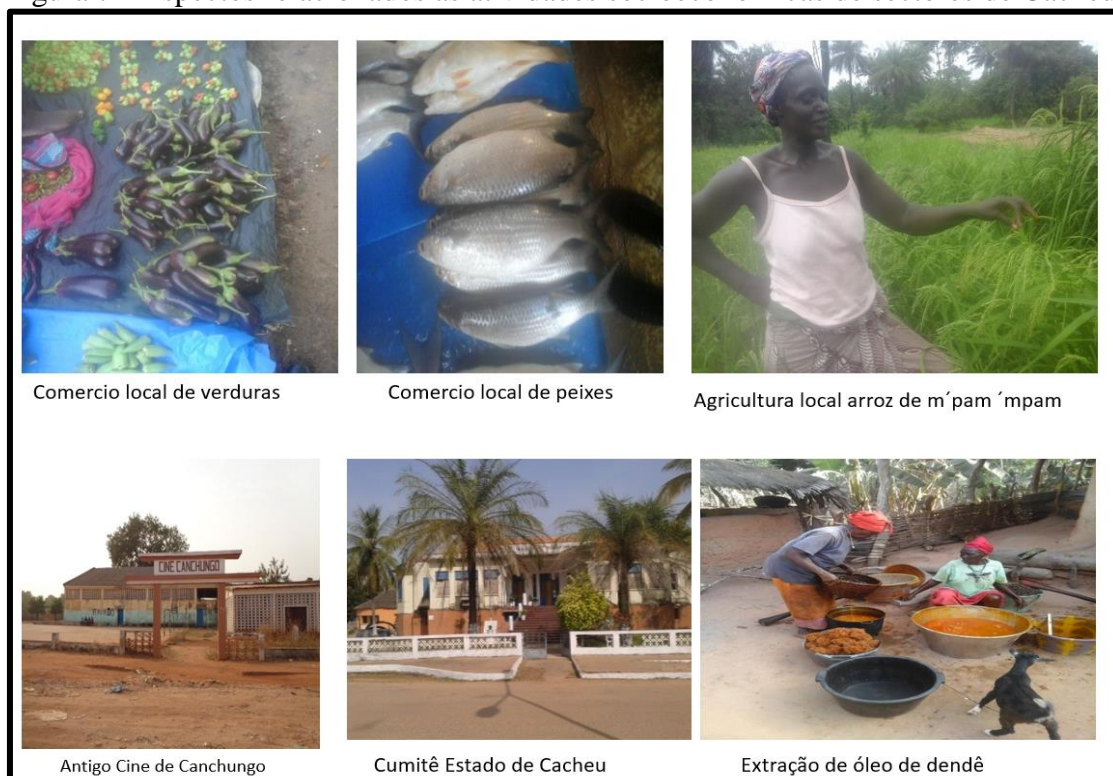 Comercio local de verduras
Comercio local de peixes
Agricultura local arroz de m´pam ´mpam
CINE CANCHUNGO
Antigo Cine de Canchungo
Cumitê Estado de Cacheu
Extração de óleo de dendê